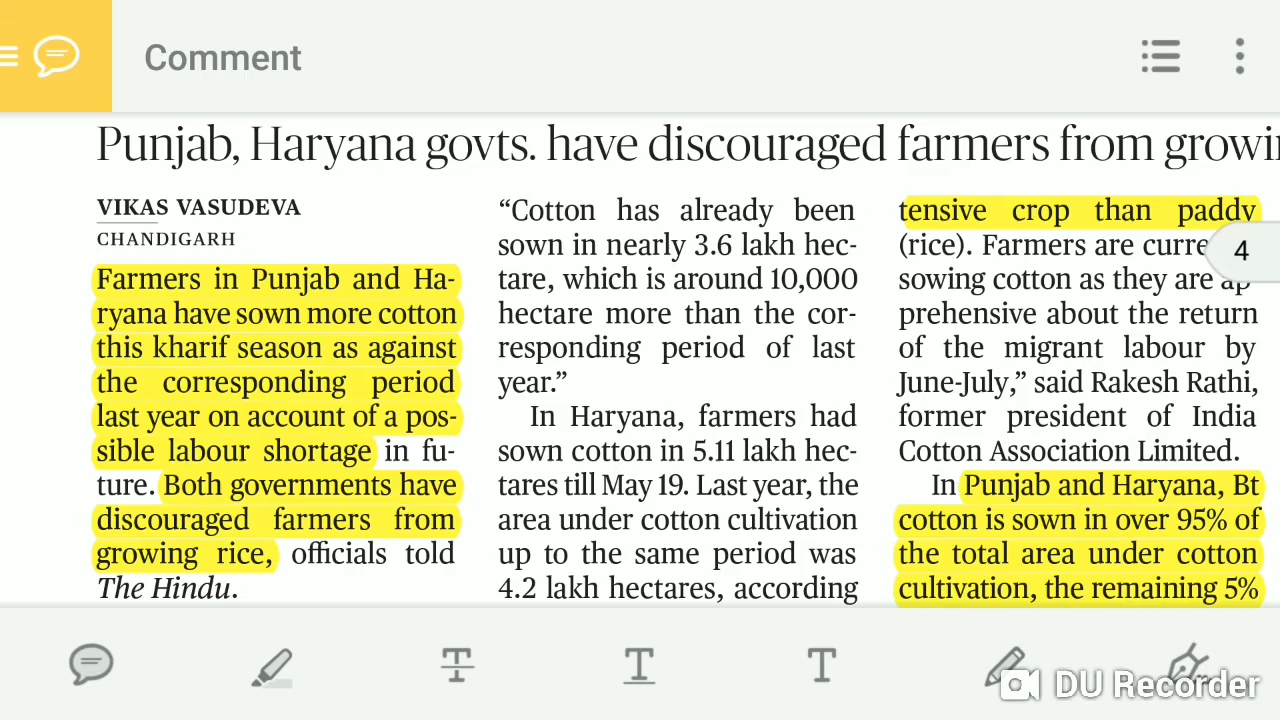 Comment
Punjab, Haryana govts. have discouraged farmers from
VIKAS VASUDEVA
CHANDIGARH
Farmers in Punjab and Ha-
ryana have sown more cotton
this kharif season as against
the corresponding period
last year on account of a pos-
sible labour shortage in fu-
ture. Both governments have
discouraged farmers from
growing rice, officials told
The Hindu.
“Cotton has already been
sown in nearly 3.6 lakh hec-
tare, which is around 10,000
hectare more than the cor-
responding period of last
year.”
In Haryana, farmers had
sown cotton in 5.11 lakh hec-
tares till May 19. Last year, the
area under cotton cultivation
up to the same period was
4.2 lakh hectares, according
tensive crop than paddy
(rice). Farmers are curre
sowing cotton as they are ap
prehensive about the return
of the migrant labour by
June-July,” said Rakesh Rathi,
former president of India
Cotton Association Limited.
In Punjab and Haryana, Bt
cotton is sown in over 95% of
the total area under cotton
cultivation, the remaining 5%
4
T
T
T
DU Recorder